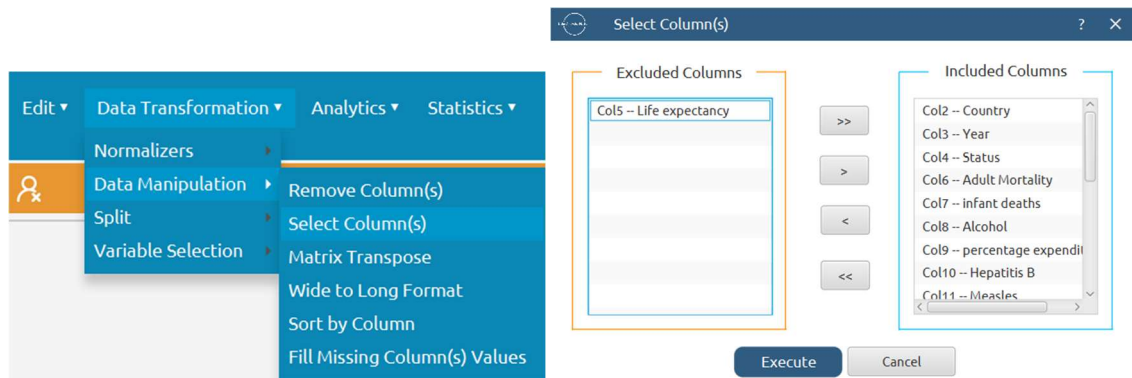 Edit ▾ Data Transformation ▾ Analytics ▾ Statistics ▾
Normalizers
Data Manipulation
Split
Variable Selection
Remove Column(s)
Select Column(s)
Matrix Transpose
Wide to Long Format
Sort by Column
Fill Missing Column(s) Values
Select Column(s) ? ×
Excluded Columns
Col5 -- Life expectancy
>>
>
<
<<
Included Columns
Col2 -- Country
Col3 -- Year
Col4 -- Status
Col6 -- Adult Mortality
Col7 -- infant deaths
Col8 -- Alcohol
Col9 -- percentage expendit
Col10 -- Hepatitis B
Col11 -- Measles
Execute Cancel